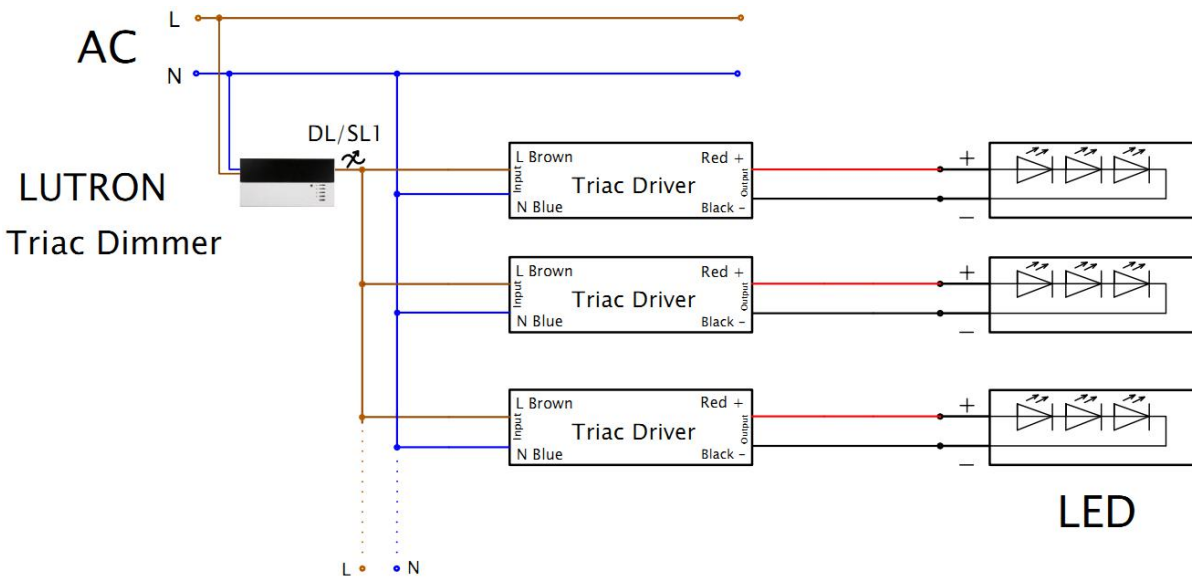 L
AC
N
DL/SL1
LUTRON
Triac Dimmer
L Brown
Red +
Input
Triac Driver
Output
N Blue
Black -
+
−
L Brown
Red +
Input
Triac Driver
Output
N Blue
Black -
+
−
L Brown
Red +
Input
Triac Driver
Output
N Blue
Black -
+
−
LED
L
N